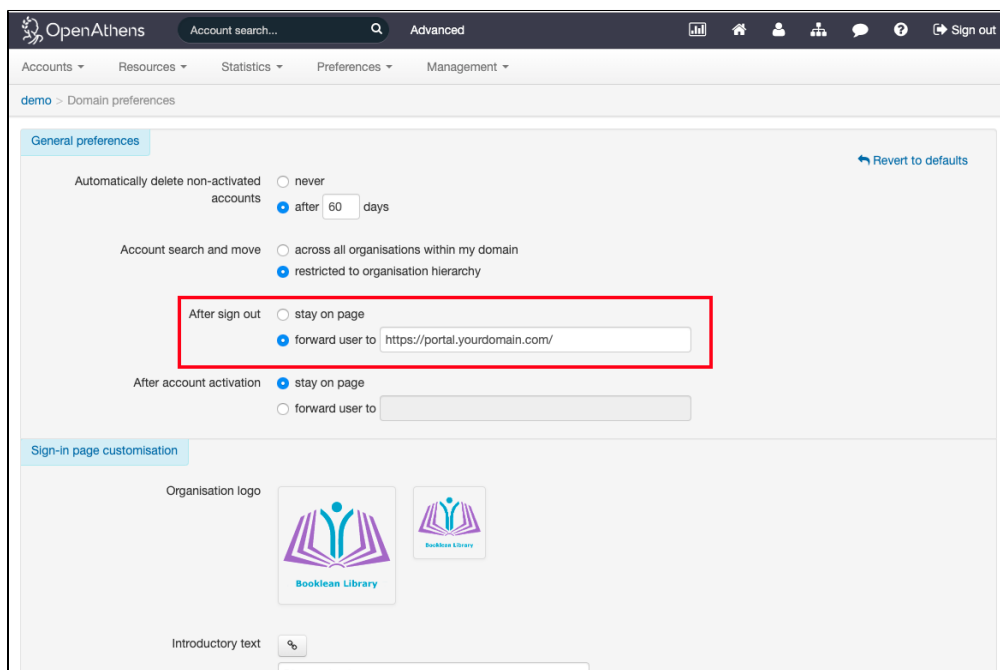 OpenAthens
Account search...
Advanced
Sign out
Accounts
Resources
Statistics
Preferences
Management
demo > Domain preferences
General preferences
Revert to defaults
Automatically delete non-activated
accounts
never
after 60 days
Account search and move
across all organisations within my domain
restricted to organisation hierarchy
After sign out
stay on page
forward user to https://portal.yourdomain.com/
After account activation
stay on page
forward user to
Sign-in page customisation
Organisation logo
Booklean Library
Booklean Library
Introductory text